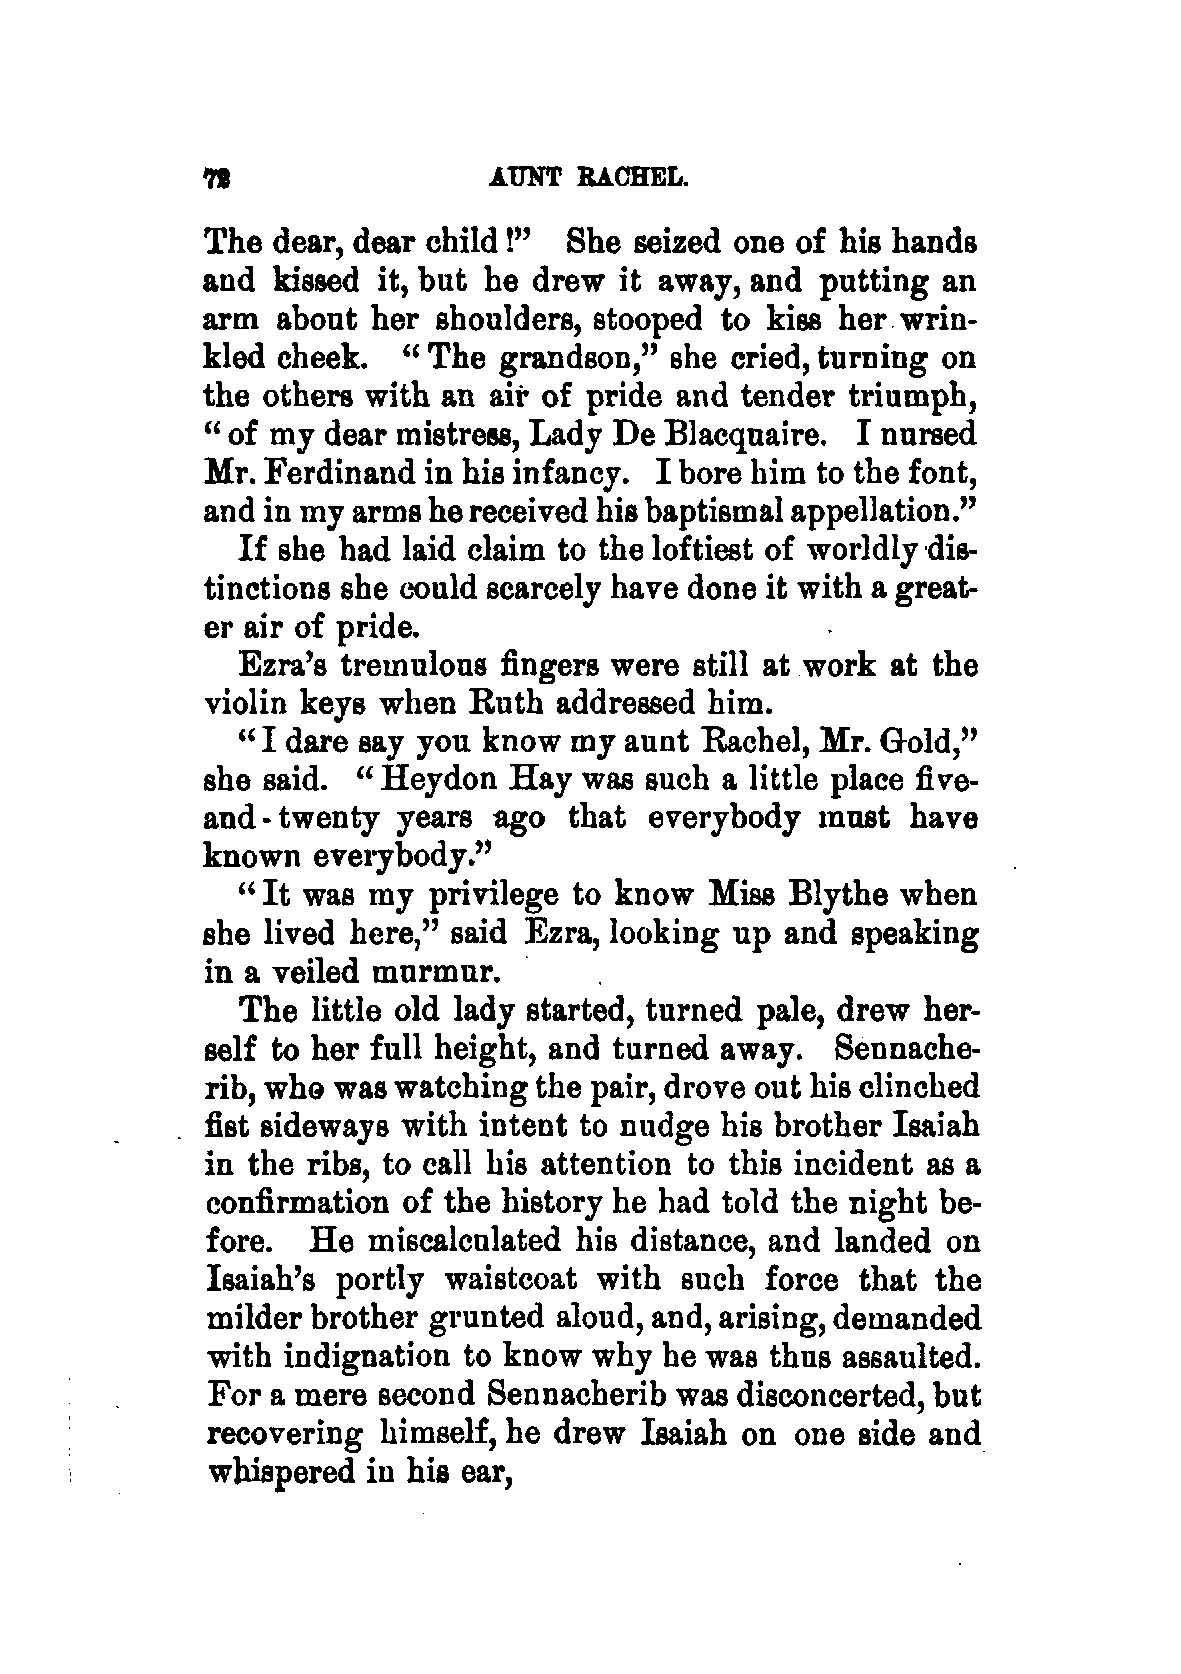 72 AUNT RACHEL.
The dear, dear child!” She seized one of his hands
and kissed it, but he drew it away, and putting an
arm about her shoulders, stooped to kiss her wrin-
kled cheek. “The grandson,” she cried, turning on
the others with an air of pride and tender triumph,
“of my dear mistress, Lady De Blacquaire. I nursed
Mr. Ferdinand in his infancy. I bore him to the font,
and in my arms he received his baptismal appellation.”
If she had laid claim to the loftiest of worldly dis-
tinctions she could scarcely have done it with a great-
er air of pride.
Ezra’s tremulous fingers were still at work at the
violin keys when Ruth addressed him.
“I dare say you know my aunt Rachel, Mr. Gold,”
she said. “Heydon Hay was such a little place five-
and-twenty years ago that everybody must have
known everybody.”
“It was my privilege to know Miss Blythe when
she lived here,” said Ezra, looking up and speaking
in a veiled murmur.
The little old lady started, turned pale, drew her-
self to her full height, and turned away. Sennache-
rib, who was watching the pair, drove out his clinched
fist sideways with intent to nudge his brother Isaiah
in the ribs, to call his attention to this incident as a
confirmation of the history he had told the night be-
fore. He miscalculated his distance, and landed on
Isaiah’s portly waistcoat with such force that the
milder brother grunted aloud, and, arising, demanded
with indignation to know why he was thus assaulted.
For a mere second Sennacherib was disconcerted, but
recovering himself, he drew Isaiah on one side and
whispered in his ear,